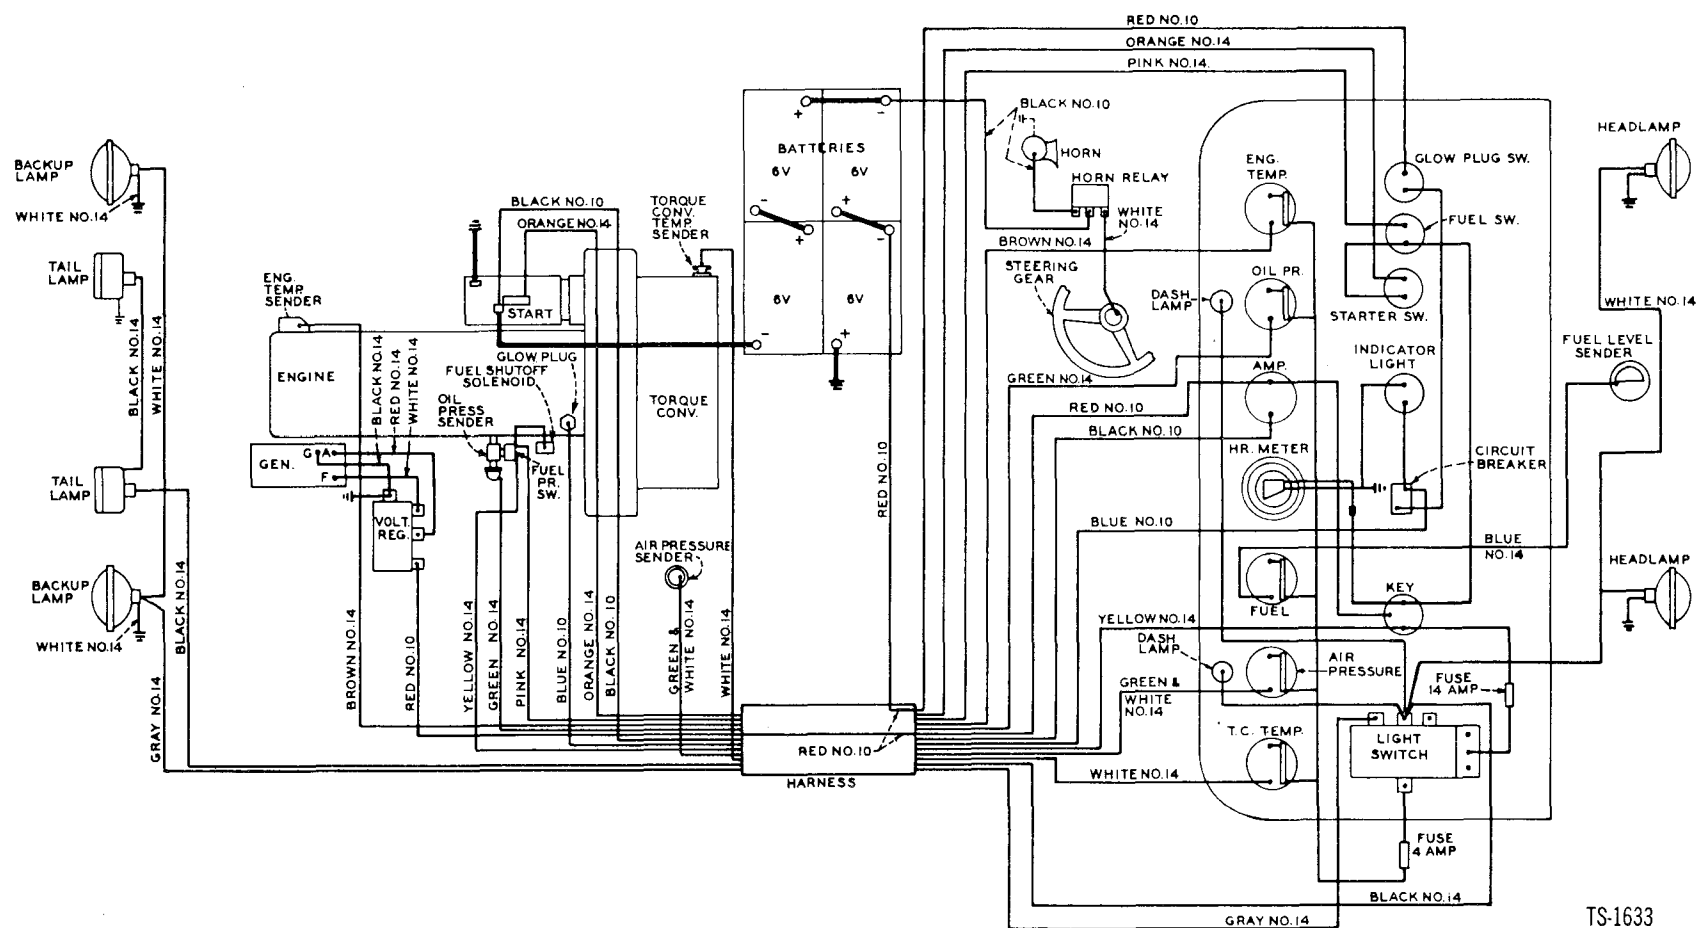 RED NO.10
ORANGE NO.14
PINK NO.14.
BACKUP
LAMP
WHITE NO.14
TAIL
LAMP
BLACK NO.14
WHITE NO.14
TAIL
LAMP
BACKUP
LAMP
WHITE NO.14
BLACK NO.14
GRAY NO.14
ENG.
TEMP.
SENDER
ENGINE
GEN.
G A
F
VOLT.
REG.
BLACK NO.14
RED NO.14
WHITE NO.14
BLACK NO.10
ORANGE NO.14
START
GLOW PLUG
FUEL SHUTOFF
SOLENOID
OIL
PRESS
SENDER
FUEL
PR.
SW.
TORQUE
CONV.
TEMP.
SENDER
TORQUE
CONV.
+
-
BATTERIES
6V
6V
-
+
+
-
6V
6V
-
+
AIR PRESSURE
SENDER
BROWN NO.14
RED NO.10
YELLOW NO.14
GREEN NO.14
PINK NO.14
BLUE NO.10
ORANGE NO.14
BLACK NO.10
GREEN &
WHITE NO.14
WHITE NO.14
RED NO.10
RED NO.10
HARNESS
BLACK NO.10
HORN
HORN RELAY
WHITE
NO.14
BROWN NO.14
STEERING
GEAR
GREEN NO.14
RED NO.10
BLACK NO.10
BLUE NO.10
YELLOW NO.14
DASH
LAMP
GREEN &
WHITE
NO.14
WHITE NO.14
DASH
LAMP
ENG.
TEMP.
OIL PR.
AMP.
HR. METER
FUEL
AIR
PRESSURE
T.C. TEMP.
GLOW PLUG SW.
FUEL SW.
STARTER SW.
INDICATOR
LIGHT
CIRCUIT
BREAKER
BLUE
NO.14
KEY
FUSE
14 AMP
LIGHT
SWITCH
FUSE
4 AMP
BLACK NO.14
GRAY NO.14
HEADLAMP
WHITE NO.14
FUEL LEVEL
SENDER
HEADLAMP
TS-1633